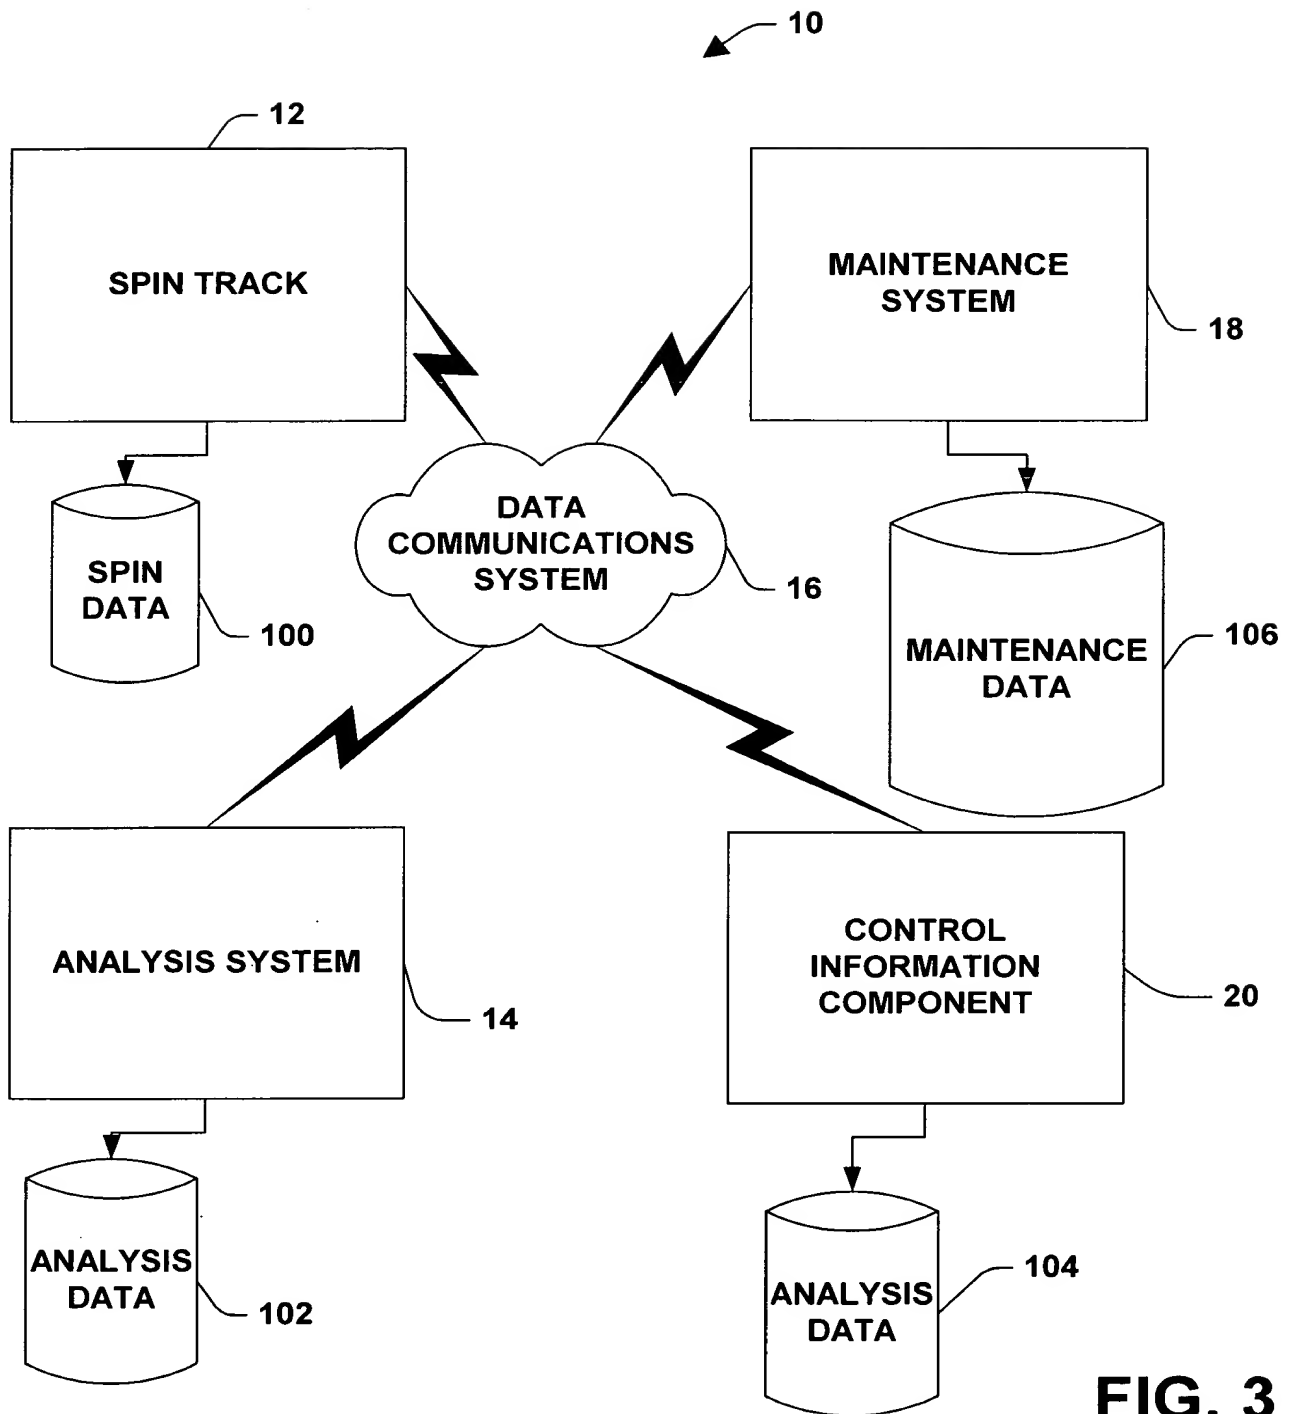 10
12
SPIN TRACK
MAINTENANCE
SYSTEM
18
DATA
COMMUNICATIONS
SYSTEM
16
SPIN
DATA
100
MAINTENANCE
DATA
106
ANALYSIS SYSTEM
14
CONTROL
INFORMATION
COMPONENT
20
ANALYSIS
DATA
102
ANALYSIS
DATA
104
FIG. 3